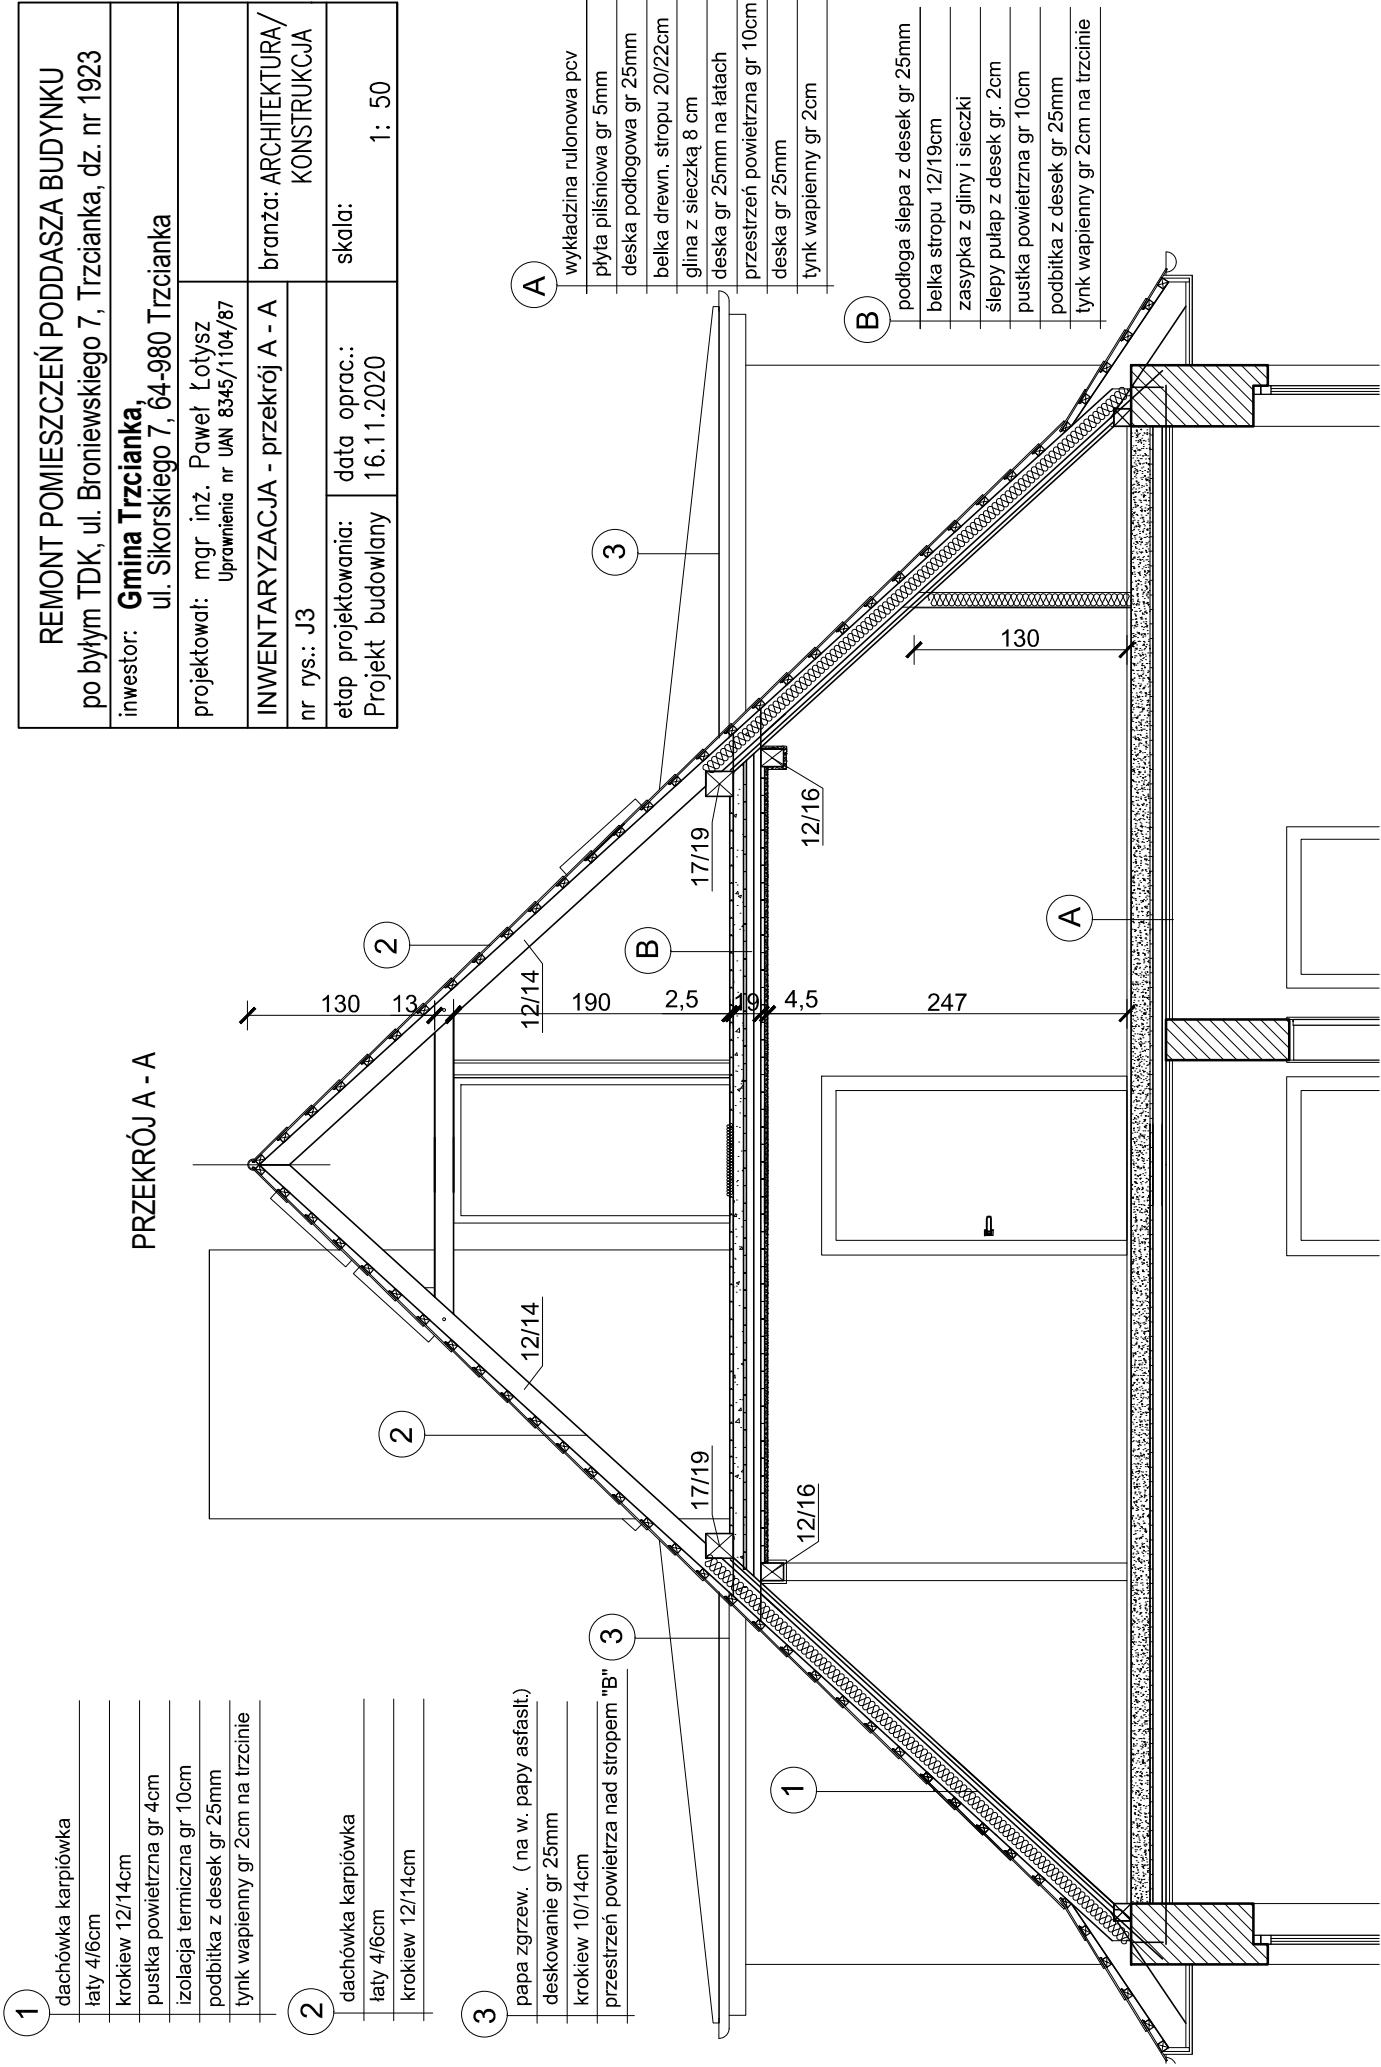 REMONT POMIESZCZEŃ PODDASZA BUDYNKU
po byłym TDK, ul. Broniewskiego 7, Trzcianka, dz. nr 1923
inwestor: Gmina Trzcianka,
ul. Sikorskiego 7, 64-980 Trzcianka
projektował: mgr inż. Paweł Łotysz
Uprawnienia nr UAN 8345/1104/87
INWENTARYZACJA - przekrój A - A
branża: ARCHITEKTURA/
KONSTRUKCJA
nr rys.: J3
etap projektowania:
Projekt budowlany
data oprac.:
16.11.2020
skala:
1: 50
PRZEKRÓJ A - A
1
dachówka karpiówka
łaty 4/6cm
krokiew 12/14cm
pustka powietrzna gr 4cm
izolacja termiczna gr 10cm
podbitka z desek gr 25mm
tynk wapienny gr 2cm na trzcinie
2
dachówka karpiówka
łaty 4/6cm
krokiew 12/14cm
3
papa zgrzew. ( na w. papy asfaslt.)
deskowanie gr 25mm
krokiew 10/14cm
przestrzeń powietrza nad stropem "B"
A
wykładzina rulonowa pcv
płyta pilśniowa gr 5mm
deska podłogowa gr 25mm
belka drewn. stropu 20/22cm
glina z sieczką 8 cm
deska gr 25mm na łatach
przestrzeń powietrzna gr 10cm
deska gr 25mm
tynk wapienny gr 2cm
B
podłoga ślepa z desek gr 25mm
belka stropu 12/19cm
zasypka z gliny i sieczki
ślepy pułap z desek gr. 2cm
pustka powietrzna gr 10cm
podbitka z desek gr 25mm
tynk wapienny gr 2cm na trzcinie
2
2
3
3
1
B
A
12/14
12/14
17/19
17/19
12/16
12/16
130
13
190
2,5
19
4,5
247
130